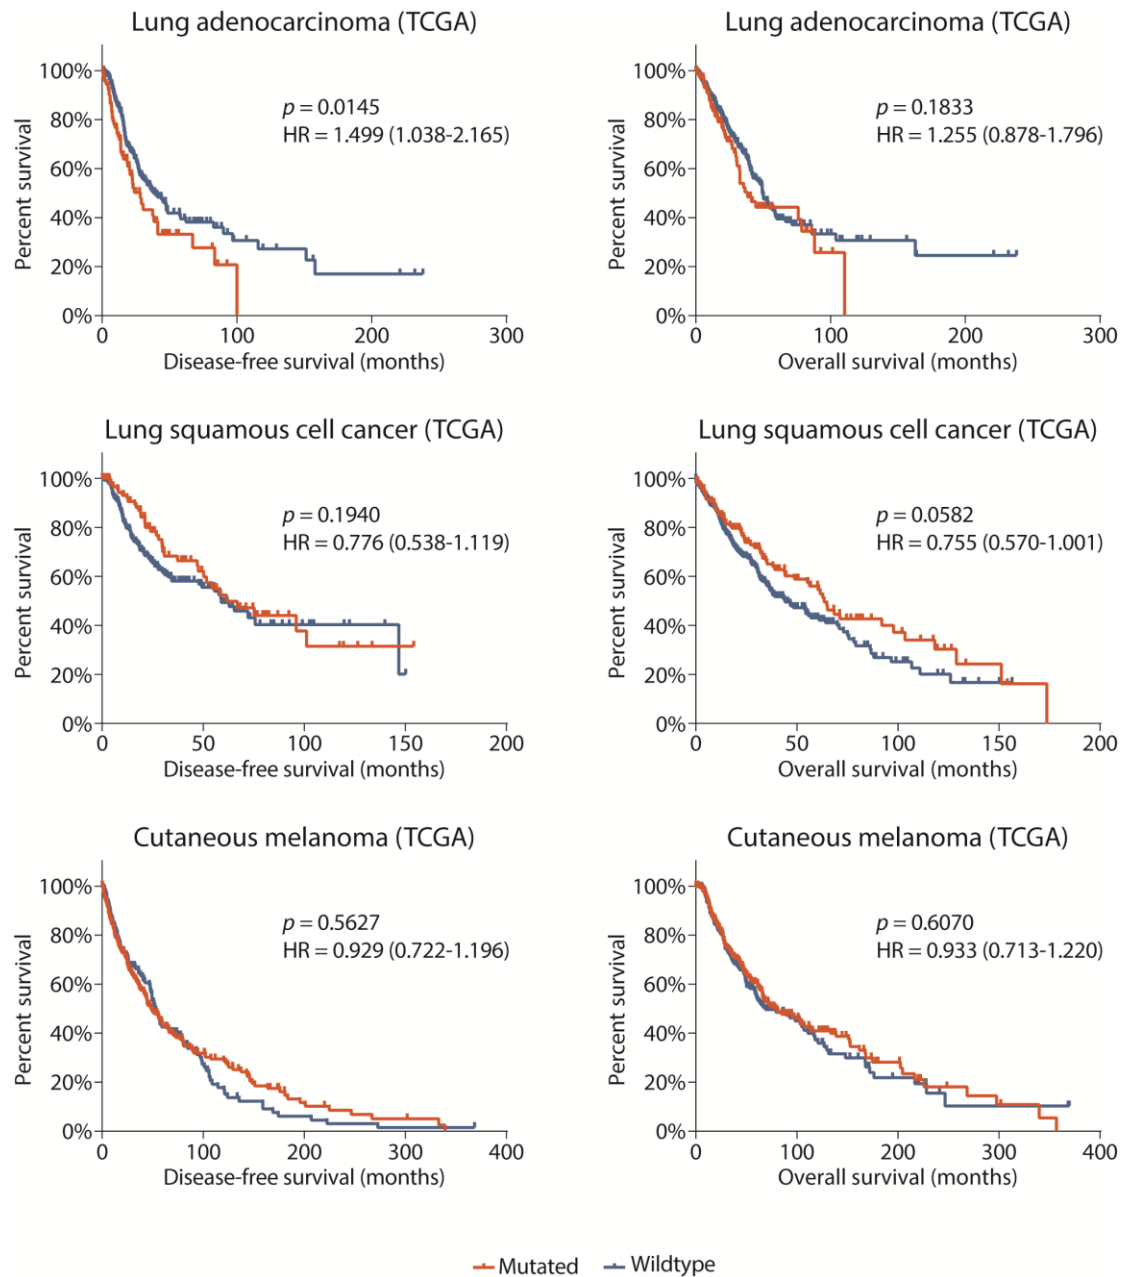 Lung adenocarcinoma (TCGA)
100%
80%
60%
40%
20%
0%
Percent survival
p = 0.0145
HR = 1.499 (1.038-2.165)
0 100 200 300
Disease-free survival (months)
Lung adenocarcinoma (TCGA)
100%
80%
60%
40%
20%
0%
Percent survival
p = 0.1833
HR = 1.255 (0.878-1.796)
0 100 200 300
Overall survival (months)
Lung squamous cell cancer (TCGA)
100%
80%
60%
40%
20%
0%
Percent survival
p = 0.1940
HR = 0.776 (0.538-1.119)
0 50 100 150 200
Disease-free survival (months)
Lung squamous cell cancer (TCGA)
100%
80%
60%
40%
20%
0%
Percent survival
p = 0.0582
HR = 0.755 (0.570-1.001)
0 50 100 150 200
Overall survival (months)
Cutaneous melanoma (TCGA)
100%
80%
60%
40%
20%
0%
Percent survival
p = 0.5627
HR = 0.929 (0.722-1.196)
0 100 200 300 400
Disease-free survival (months)
Cutaneous melanoma (TCGA)
100%
80%
60%
40%
20%
0%
Percent survival
p = 0.6070
HR = 0.933 (0.713-1.220)
0 100 200 300 400
Overall survival (months)
Mutated Wildtype